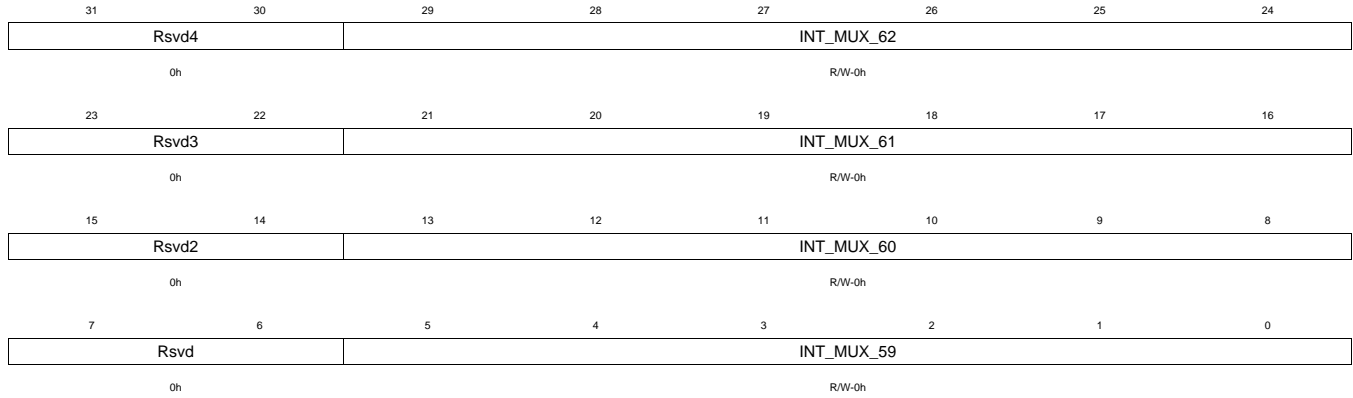 31 30 29 28 27 26 25 24
Rsvd4 INT_MUX_62
0h R/W-0h
23 22 21 20 19 18 17 16
Rsvd3 INT_MUX_61
0h R/W-0h
15 14 13 12 11 10 9 8
Rsvd2 INT_MUX_60
0h R/W-0h
7 6 5 4 3 2 1 0
Rsvd INT_MUX_59
0h R/W-0h